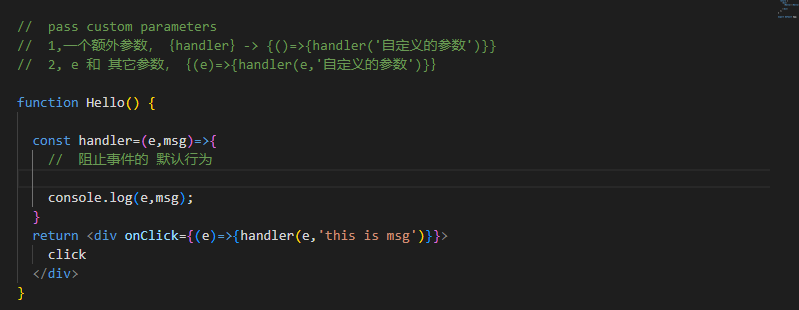 //  pass custom parameters
//  1,一个额外参数， {handler} -> {()=>{handler('自定义的参数')}}
//  2, e 和 其它参数， {(e)=>{handler(e,'自定义的参数')}}
function Hello() {
const handler=(e,msg)=>{
//  阻止事件的 默认行为
console.log(e,msg);
}
return <div onClick={(e)=>{handler(e,'this is msg')}}>
click
</div>
}